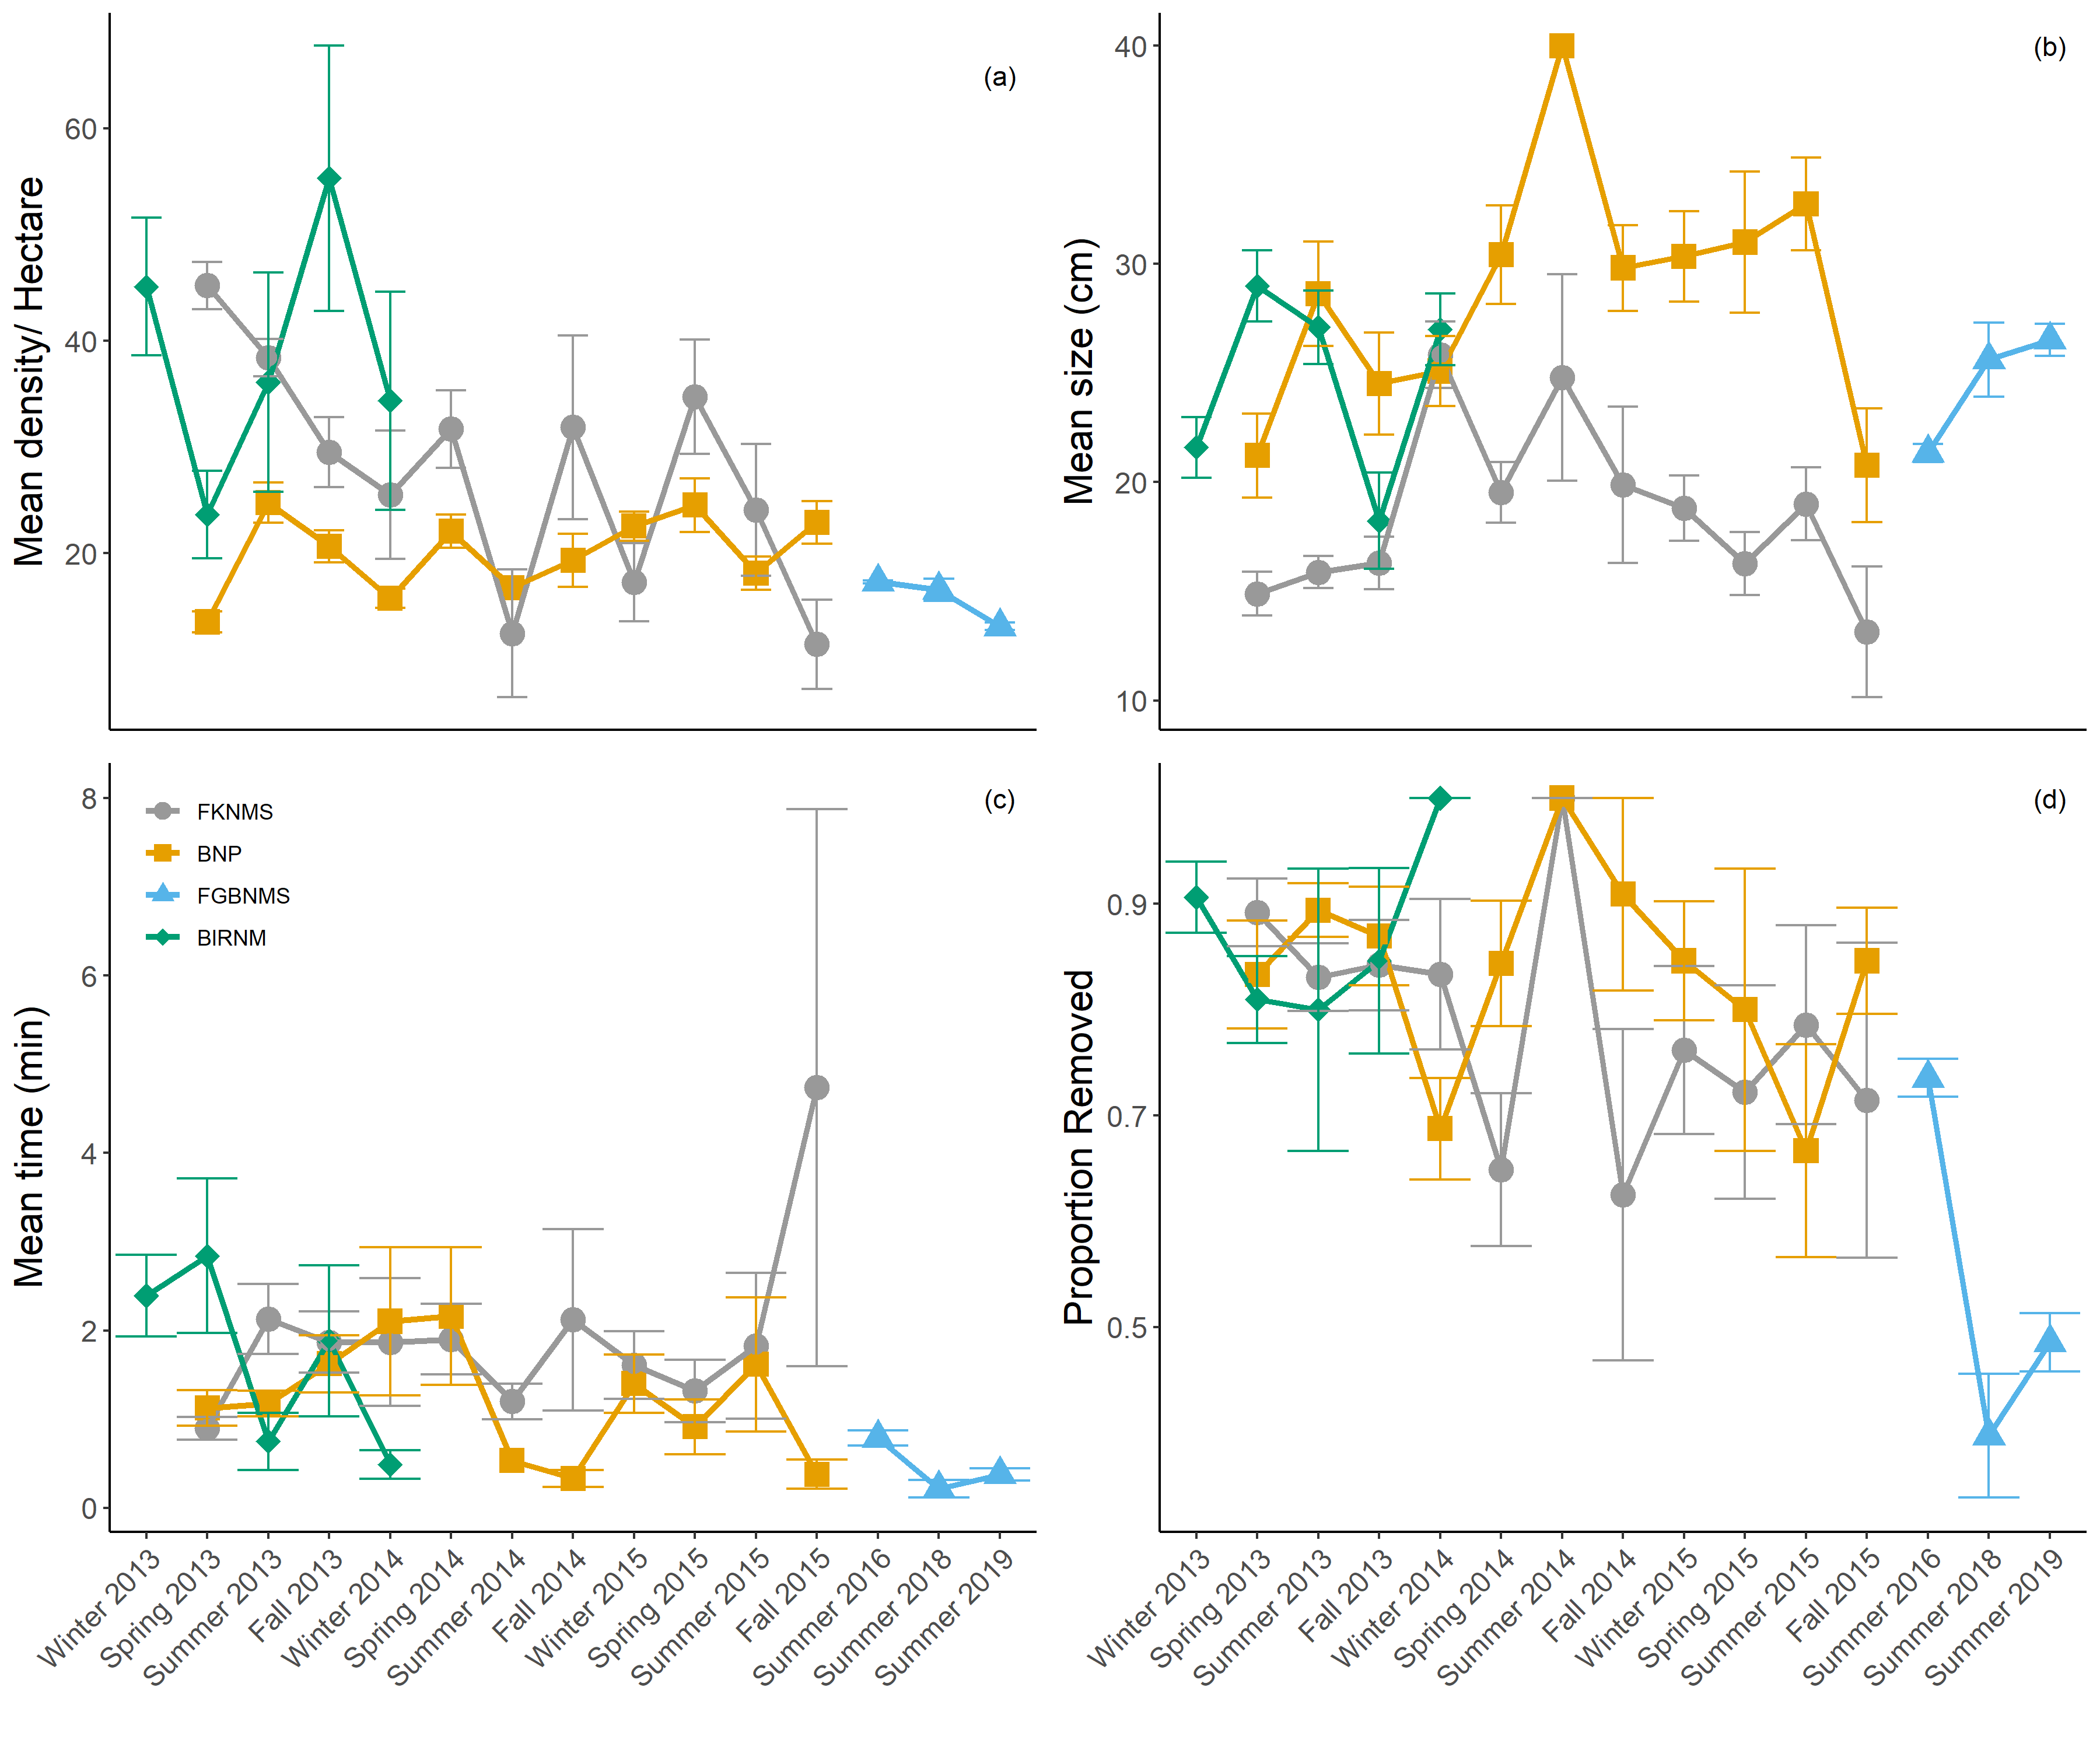 (a)
Mean density/ Hectare
60
40
20
(b)
Mean size (cm)
40
30
20
10
(c)
Mean time (min)
8
6
4
2
0
FKNMS
BNP
FGBNMS
BIRNM
Winter 2013
Spring 2013
Summer 2013
Fall 2013
Winter 2014
Spring 2014
Summer 2014
Fall 2014
Winter 2015
Spring 2015
Summer 2015
Fall 2015
Summer 2016
Summer 2018
Summer 2019
(d)
Proportion Removed
0.9
0.7
0.5
Winter 2013
Spring 2013
Summer 2013
Fall 2013
Winter 2014
Spring 2014
Summer 2014
Fall 2014
Winter 2015
Spring 2015
Summer 2015
Fall 2015
Summer 2016
Summer 2018
Summer 2019